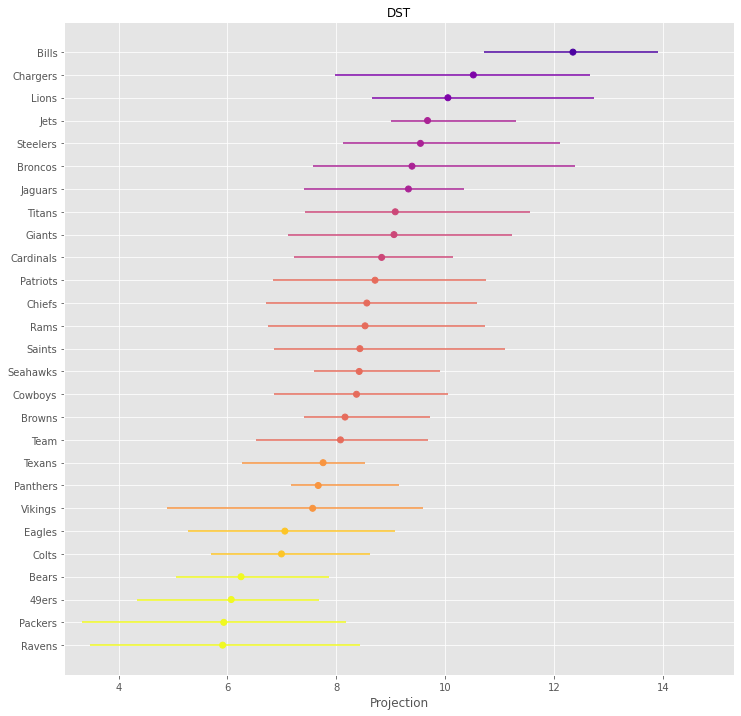 DST
Bills
Chargers
Lions
Jets
Steelers
Broncos
Jaguars
Titans
Giants
Cardinals
Patriots
Chiefs
Rams
Saints
Seahawks
Cowboys
Browns
Team
Texans
Panthers
Vikings
Eagles
Colts
Bears
49ers
Packers
Ravens
4 6 8 10 12 14
Projection